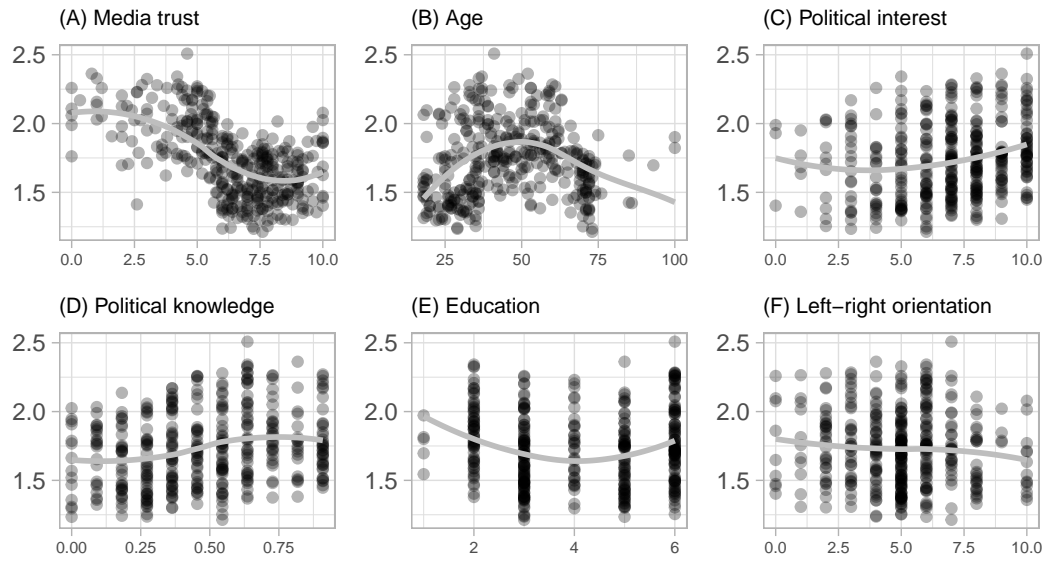 (A) Media trust
(B) Age
(C) Political interest
2.5
2.0
1.5
0.0 2.5 5.0 7.5 10.0
2.5
2.0
1.5
25 50 75 100
2.5
2.0
1.5
0.0 2.5 5.0 7.5 10.0
(D) Political knowledge
(E) Education
(F) Left−right orientation
2.5
2.0
1.5
0.00 0.25 0.50 0.75
2.5
2.0
1.5
2 4 6
2.5
2.0
1.5
0.0 2.5 5.0 7.5 10.0